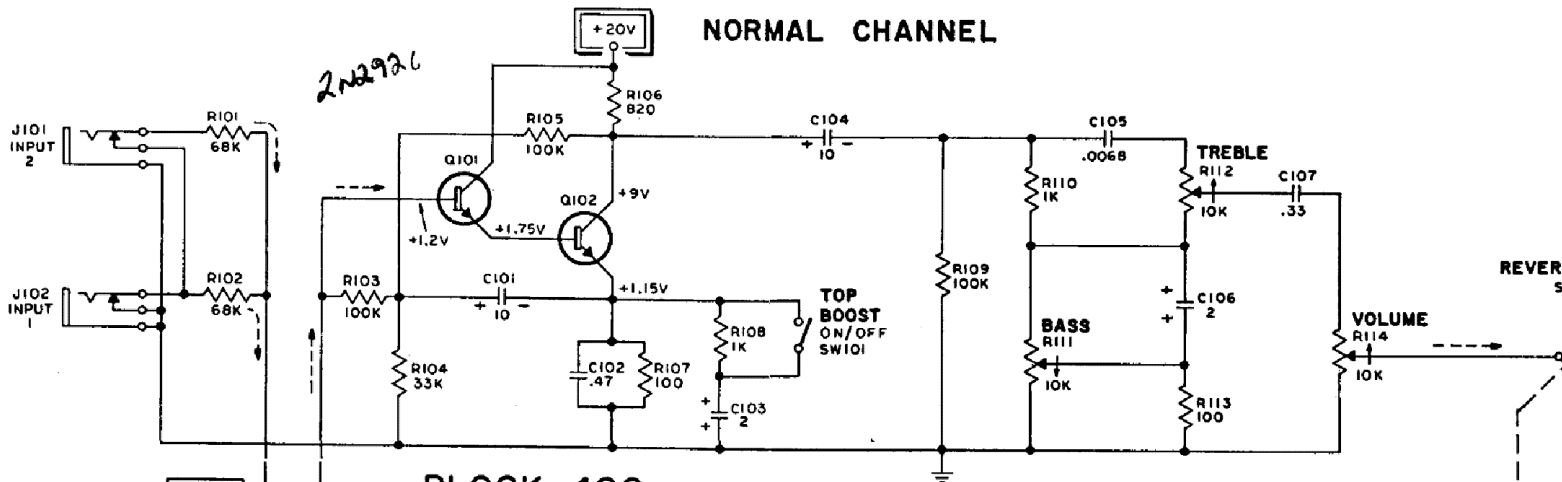 +20V
NORMAL CHANNEL
R106
820
J101
INPUT
2
R101
68K
R105
100K
C104
+ 10 -
C105
.0068
TREBLE
R112
10K
C107
.33
Q101
+1.2V
Q102
+9V
+1.75V
R110
1K
J102
INPUT
1
R102
68K
R103
100K
C101
+ 10 -
+1.15V
R109
100K
REVER
S
TOP
BOOST
ON/OFF
SW101
R108
1K
BASS
R111
10K
+
+
C106
2
VOLUME
R114
10K
R104
33K
C102
.47
R107
100
+
+
C103
2
R113
100